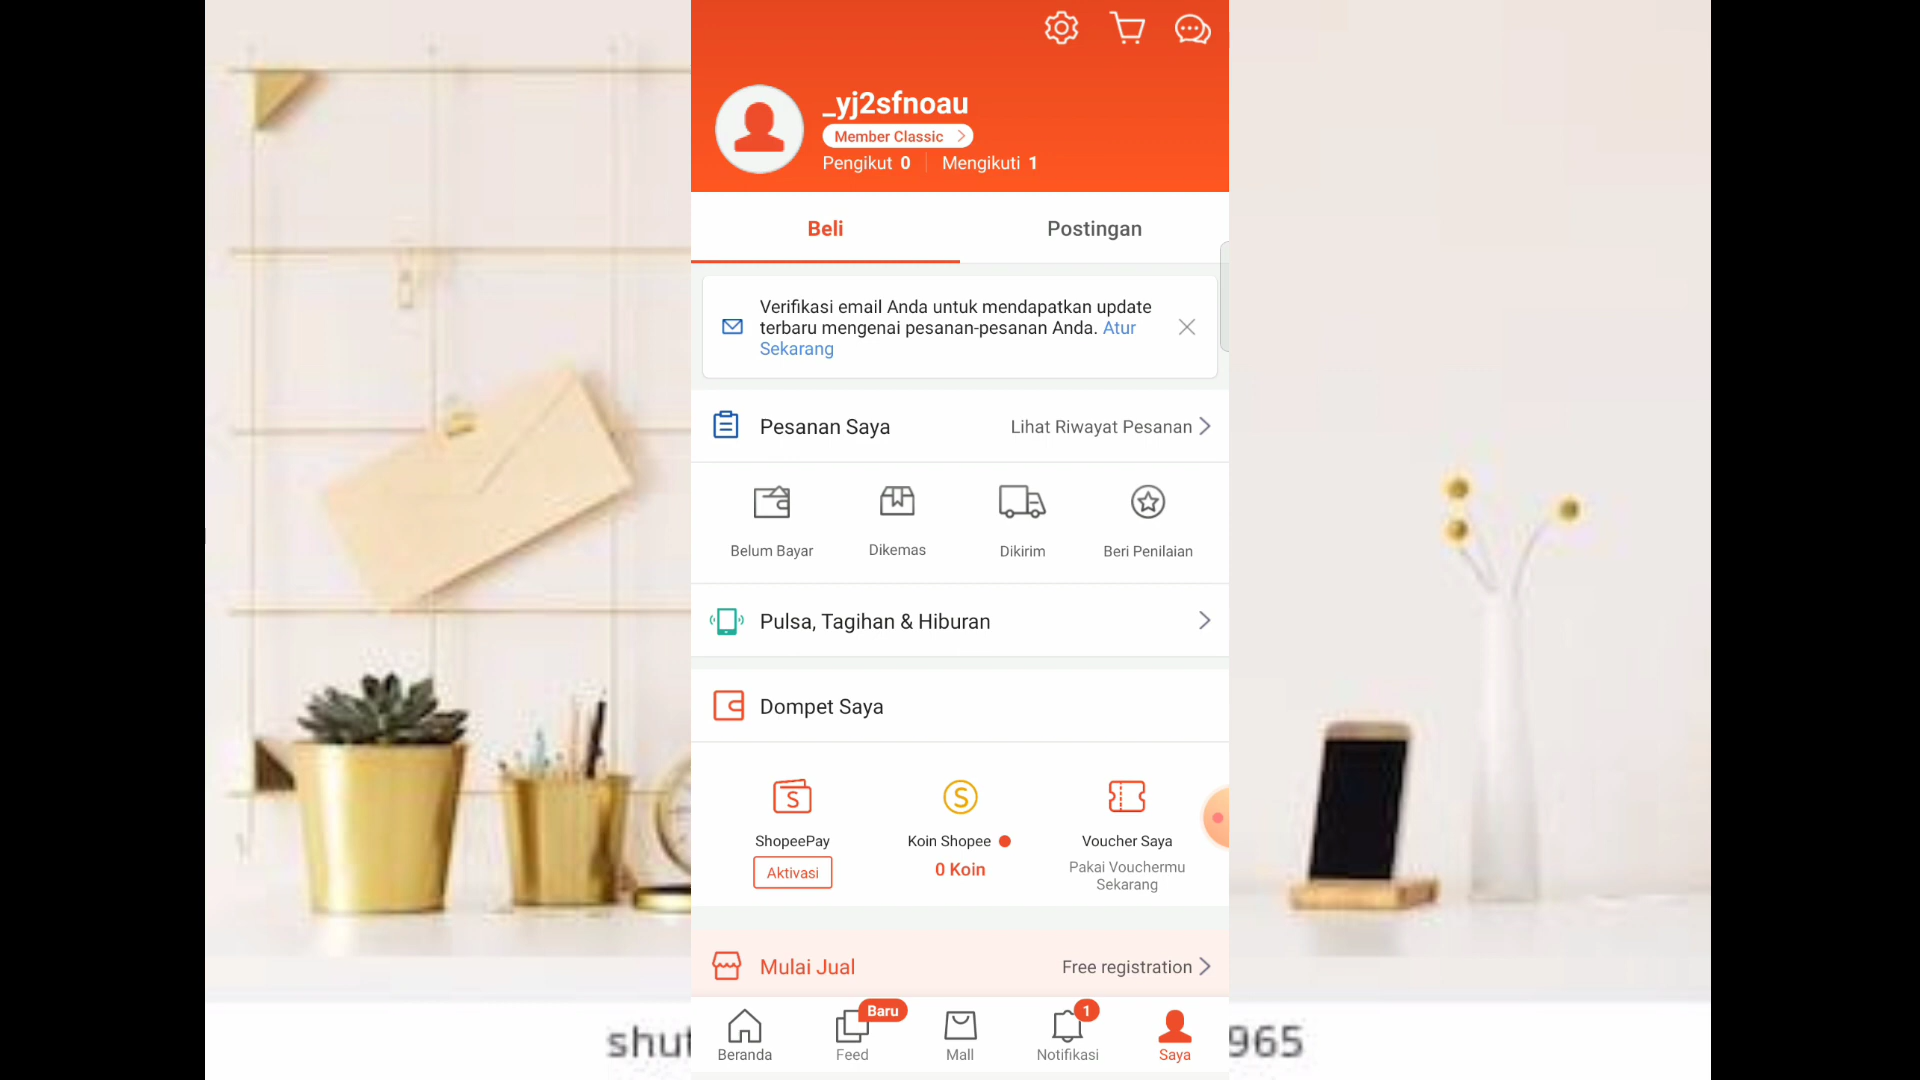 _yj2sfnoau
Member Classic
Pengikut 0 Mengikuti 1
Beli Postingan
Verifikasi email Anda untuk mendapatkan update
terbaru mengenai pesanan-pesanan Anda. Atur
Sekarang
Pesanan Saya Lihat Riwayat Pesanan
Belum Bayar Dikemas Dikirim Beri Penilaian
Pulsa, Tagihan & Hiburan
Dompet Saya
ShopeePay Koin Shopee Voucher Saya
Aktivasi 0 Koin Pakai Vouchermu
Sekarang
Mulai Jual Free registration
Baru 1
Beranda Feed Mall Notifikasi Saya
965